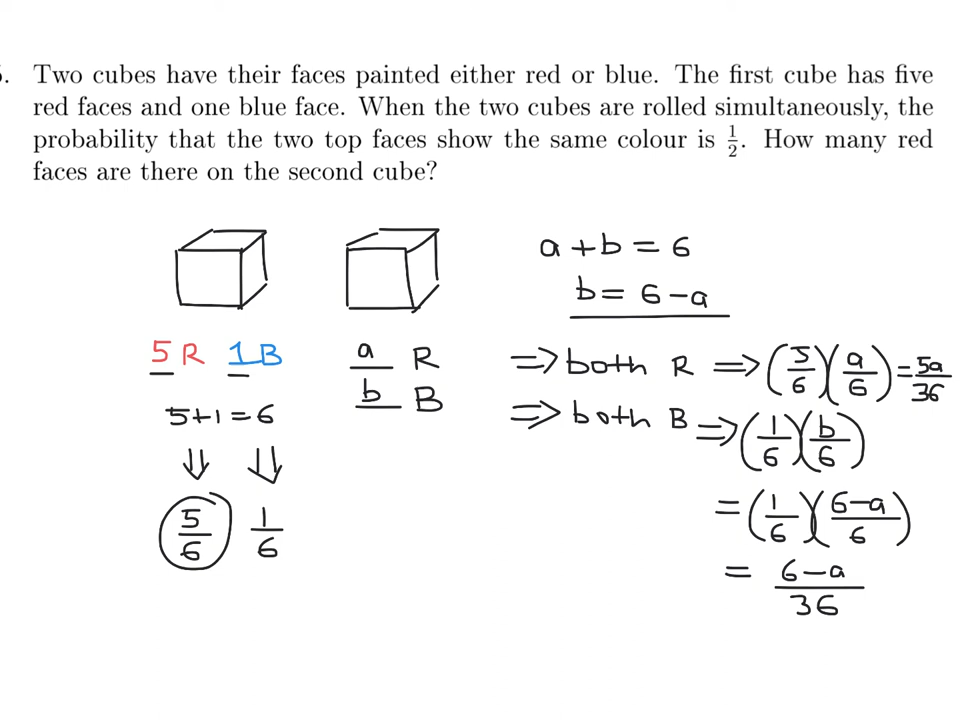 . Two cubes have their faces painted either red or blue. The first cube has five
red faces and one blue face. When the two cubes are rolled simultaneously, the
probability that the two top faces show the same colour is 1/2. How many red
faces are there on the second cube?
a + b = 6
b = 6 - a
5 R 1 B
a R
b B
5+1 = 6
⇓ ⇓
5/6 1/6
=> both R => (5/6)(a/6) = 5a/36
=> both B => (1/6)(b/6)
= (1/6)(6-a/6)
= 6-a/36